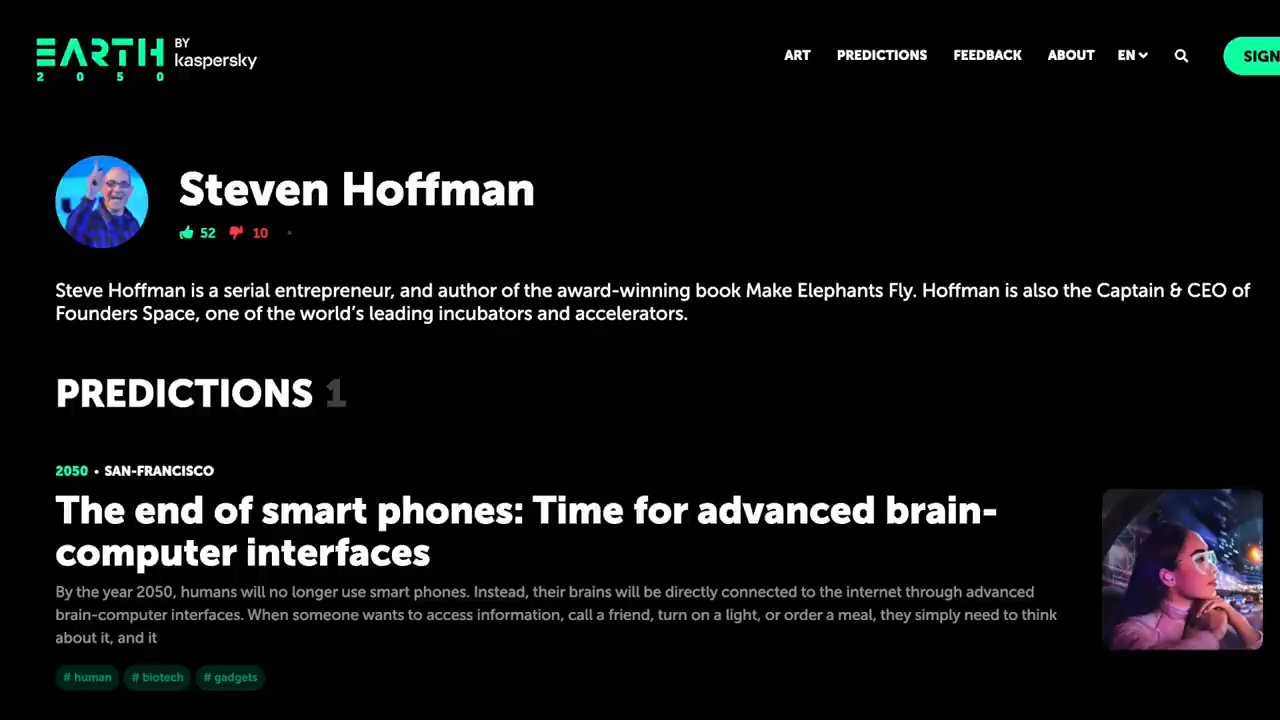 EARTH BY
kaspersky
2 0 5 0
ART PREDICTIONS FEEDBACK ABOUT EN SIGN
Steven Hoffman
52 10
Steve Hoffman is a serial entrepreneur, and author of the award-winning book Make Elephants Fly. Hoffman is also the Captain & CEO of
Founders Space, one of the world's leading incubators and accelerators.
PREDICTIONS 1
2050 • SAN-FRANCISCO
The end of smart phones: Time for advanced brain-
computer interfaces
By the year 2050, humans will no longer use smart phones. Instead, their brains will be directly connected to the internet through advanced
brain-computer interfaces. When someone wants to access information, call a friend, turn on a light, or order a meal, they simply need to think
about it, and it
# human # biotech # gadgets